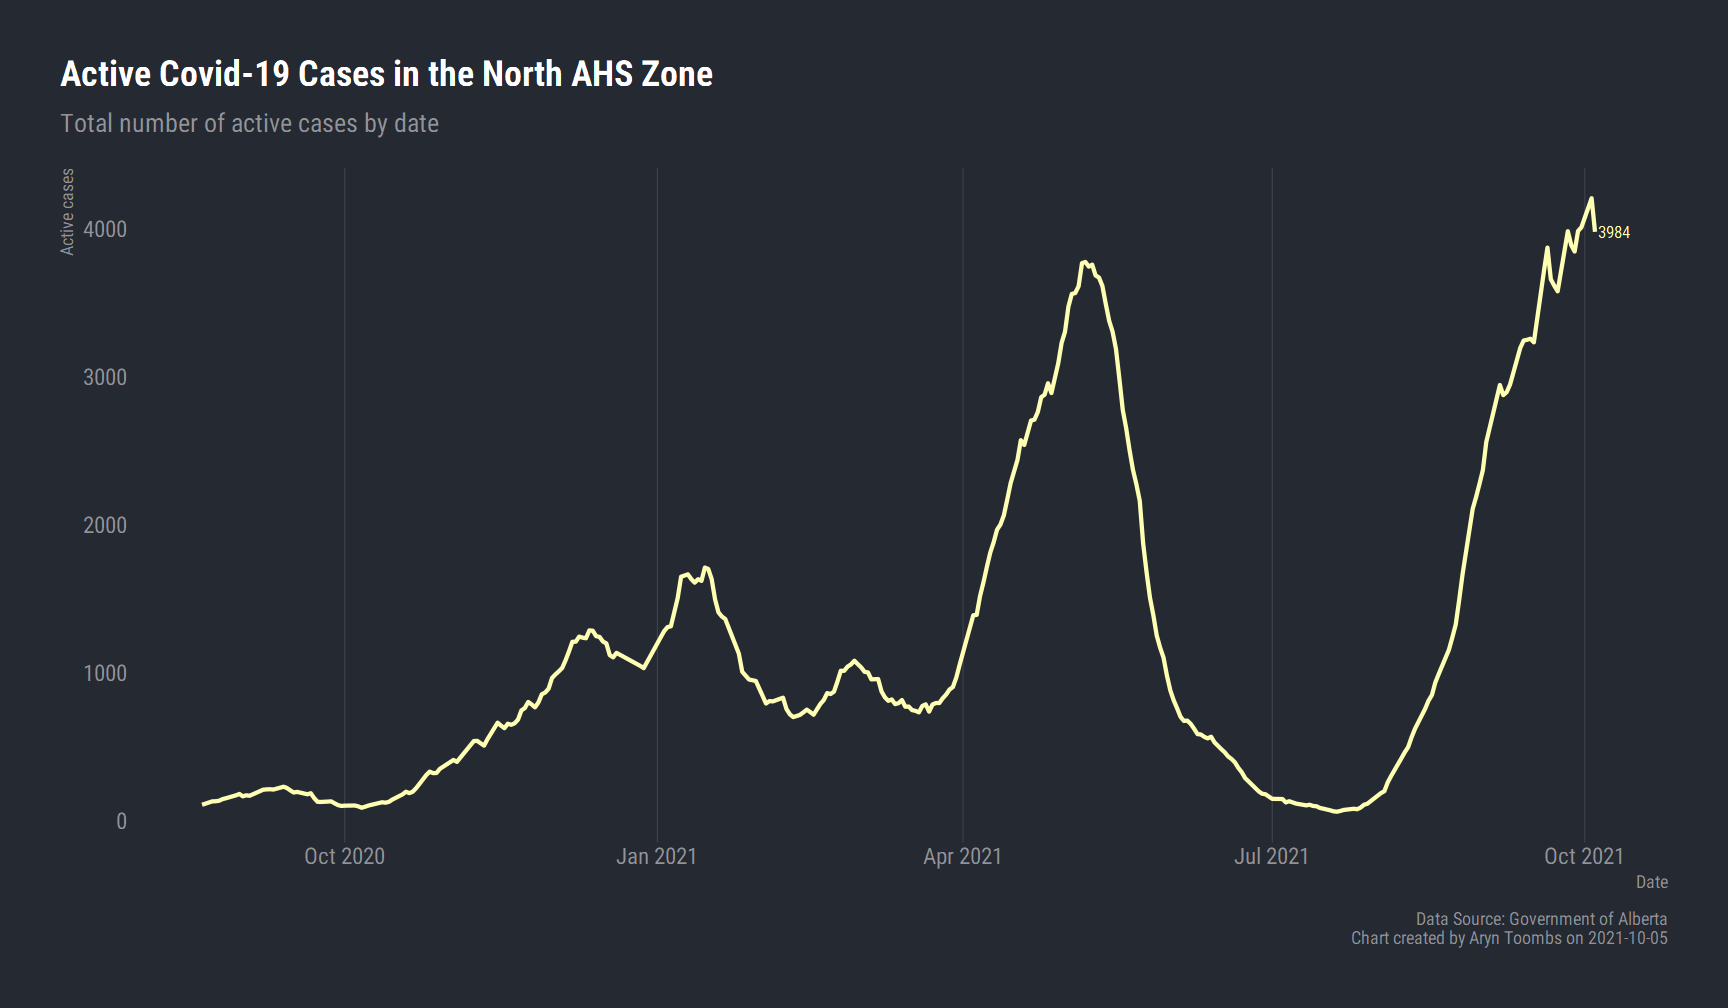 Active Covid-19 Cases in the North AHS Zone
Total number of active cases by date
Active cases
4000
3000
2000
1000
0
3984
Oct 2020
Jan 2021
Apr 2021
Jul 2021
Oct 2021
Date
Data Source: Government of Alberta
Chart created by Aryn Toombs on 2021-10-05